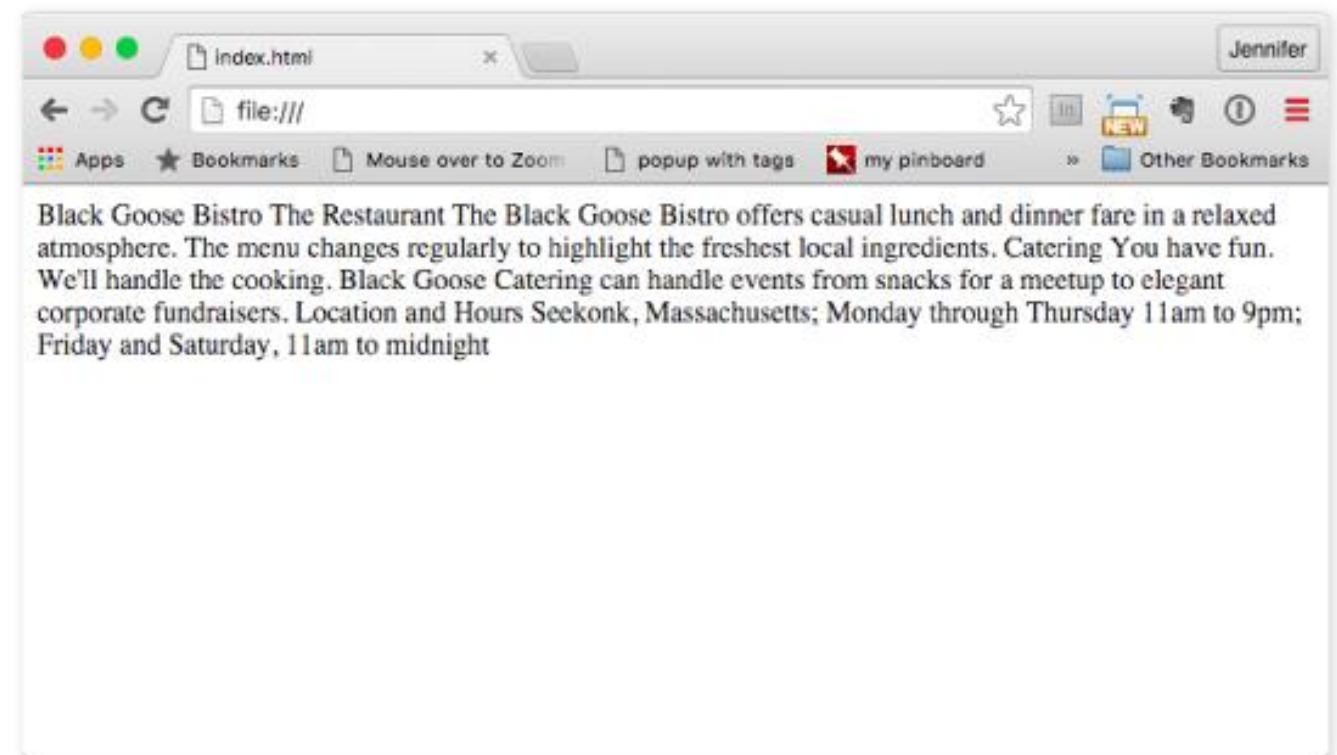 index.html
Jennifer
file:///
in
NEW
Apps Bookmarks Mouse over to Zoom popup with tags my pinboard » Other Bookmarks
Black Goose Bistro The Restaurant The Black Goose Bistro offers casual lunch and dinner fare in a relaxed
atmosphere. The menu changes regularly to highlight the freshest local ingredients. Catering You have fun.
We'll handle the cooking. Black Goose Catering can handle events from snacks for a meetup to elegant
corporate fundraisers. Location and Hours Seekonk, Massachusetts; Monday through Thursday 11am to 9pm;
Friday and Saturday, 11am to midnight